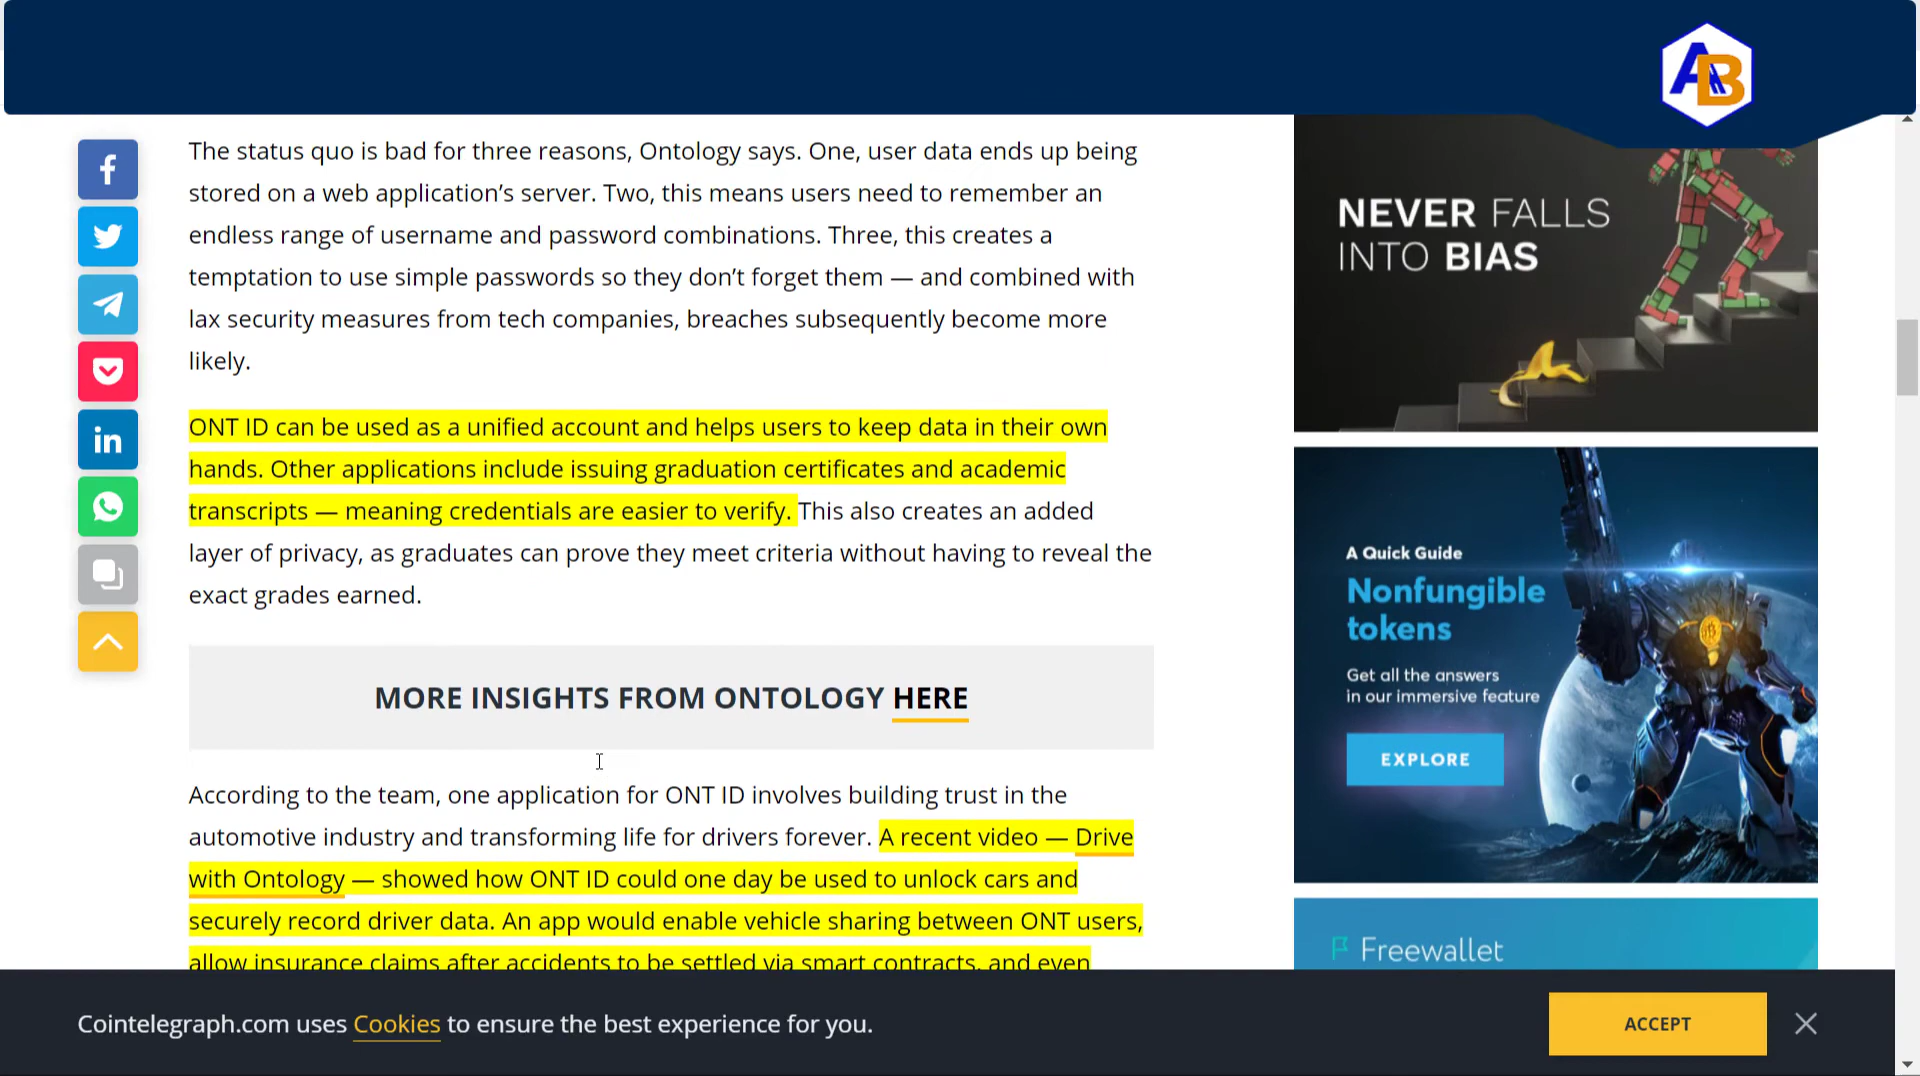 AB
The status quo is bad for three reasons, Ontology says. One, user data ends up being
stored on a web application’s server. Two, this means users need to remember an
endless range of username and password combinations. Three, this creates a
temptation to use simple passwords so they don’t forget them — and combined with
lax security measures from tech companies, breaches subsequently become more
likely.
ONT ID can be used as a unified account and helps users to keep data in their own
hands. Other applications include issuing graduation certificates and academic
transcripts — meaning credentials are easier to verify. This also creates an added
layer of privacy, as graduates can prove they meet criteria without having to reveal the
exact grades earned.
MORE INSIGHTS FROM ONTOLOGY HERE
According to the team, one application for ONT ID involves building trust in the
automotive industry and transforming life for drivers forever. A recent video — Drive
with Ontology — showed how ONT ID could one day be used to unlock cars and
securely record driver data. An app would enable vehicle sharing between ONT users,
allow insurance claims after accidents to be settled via smart contracts, and even
NEVER FALLS
INTO BIAS
A Quick Guide
Nonfungible
tokens
Get all the answers
in our immersive feature
EXPLORE
Freewallet
Cointelegraph.com uses Cookies to ensure the best experience for you.
ACCEPT